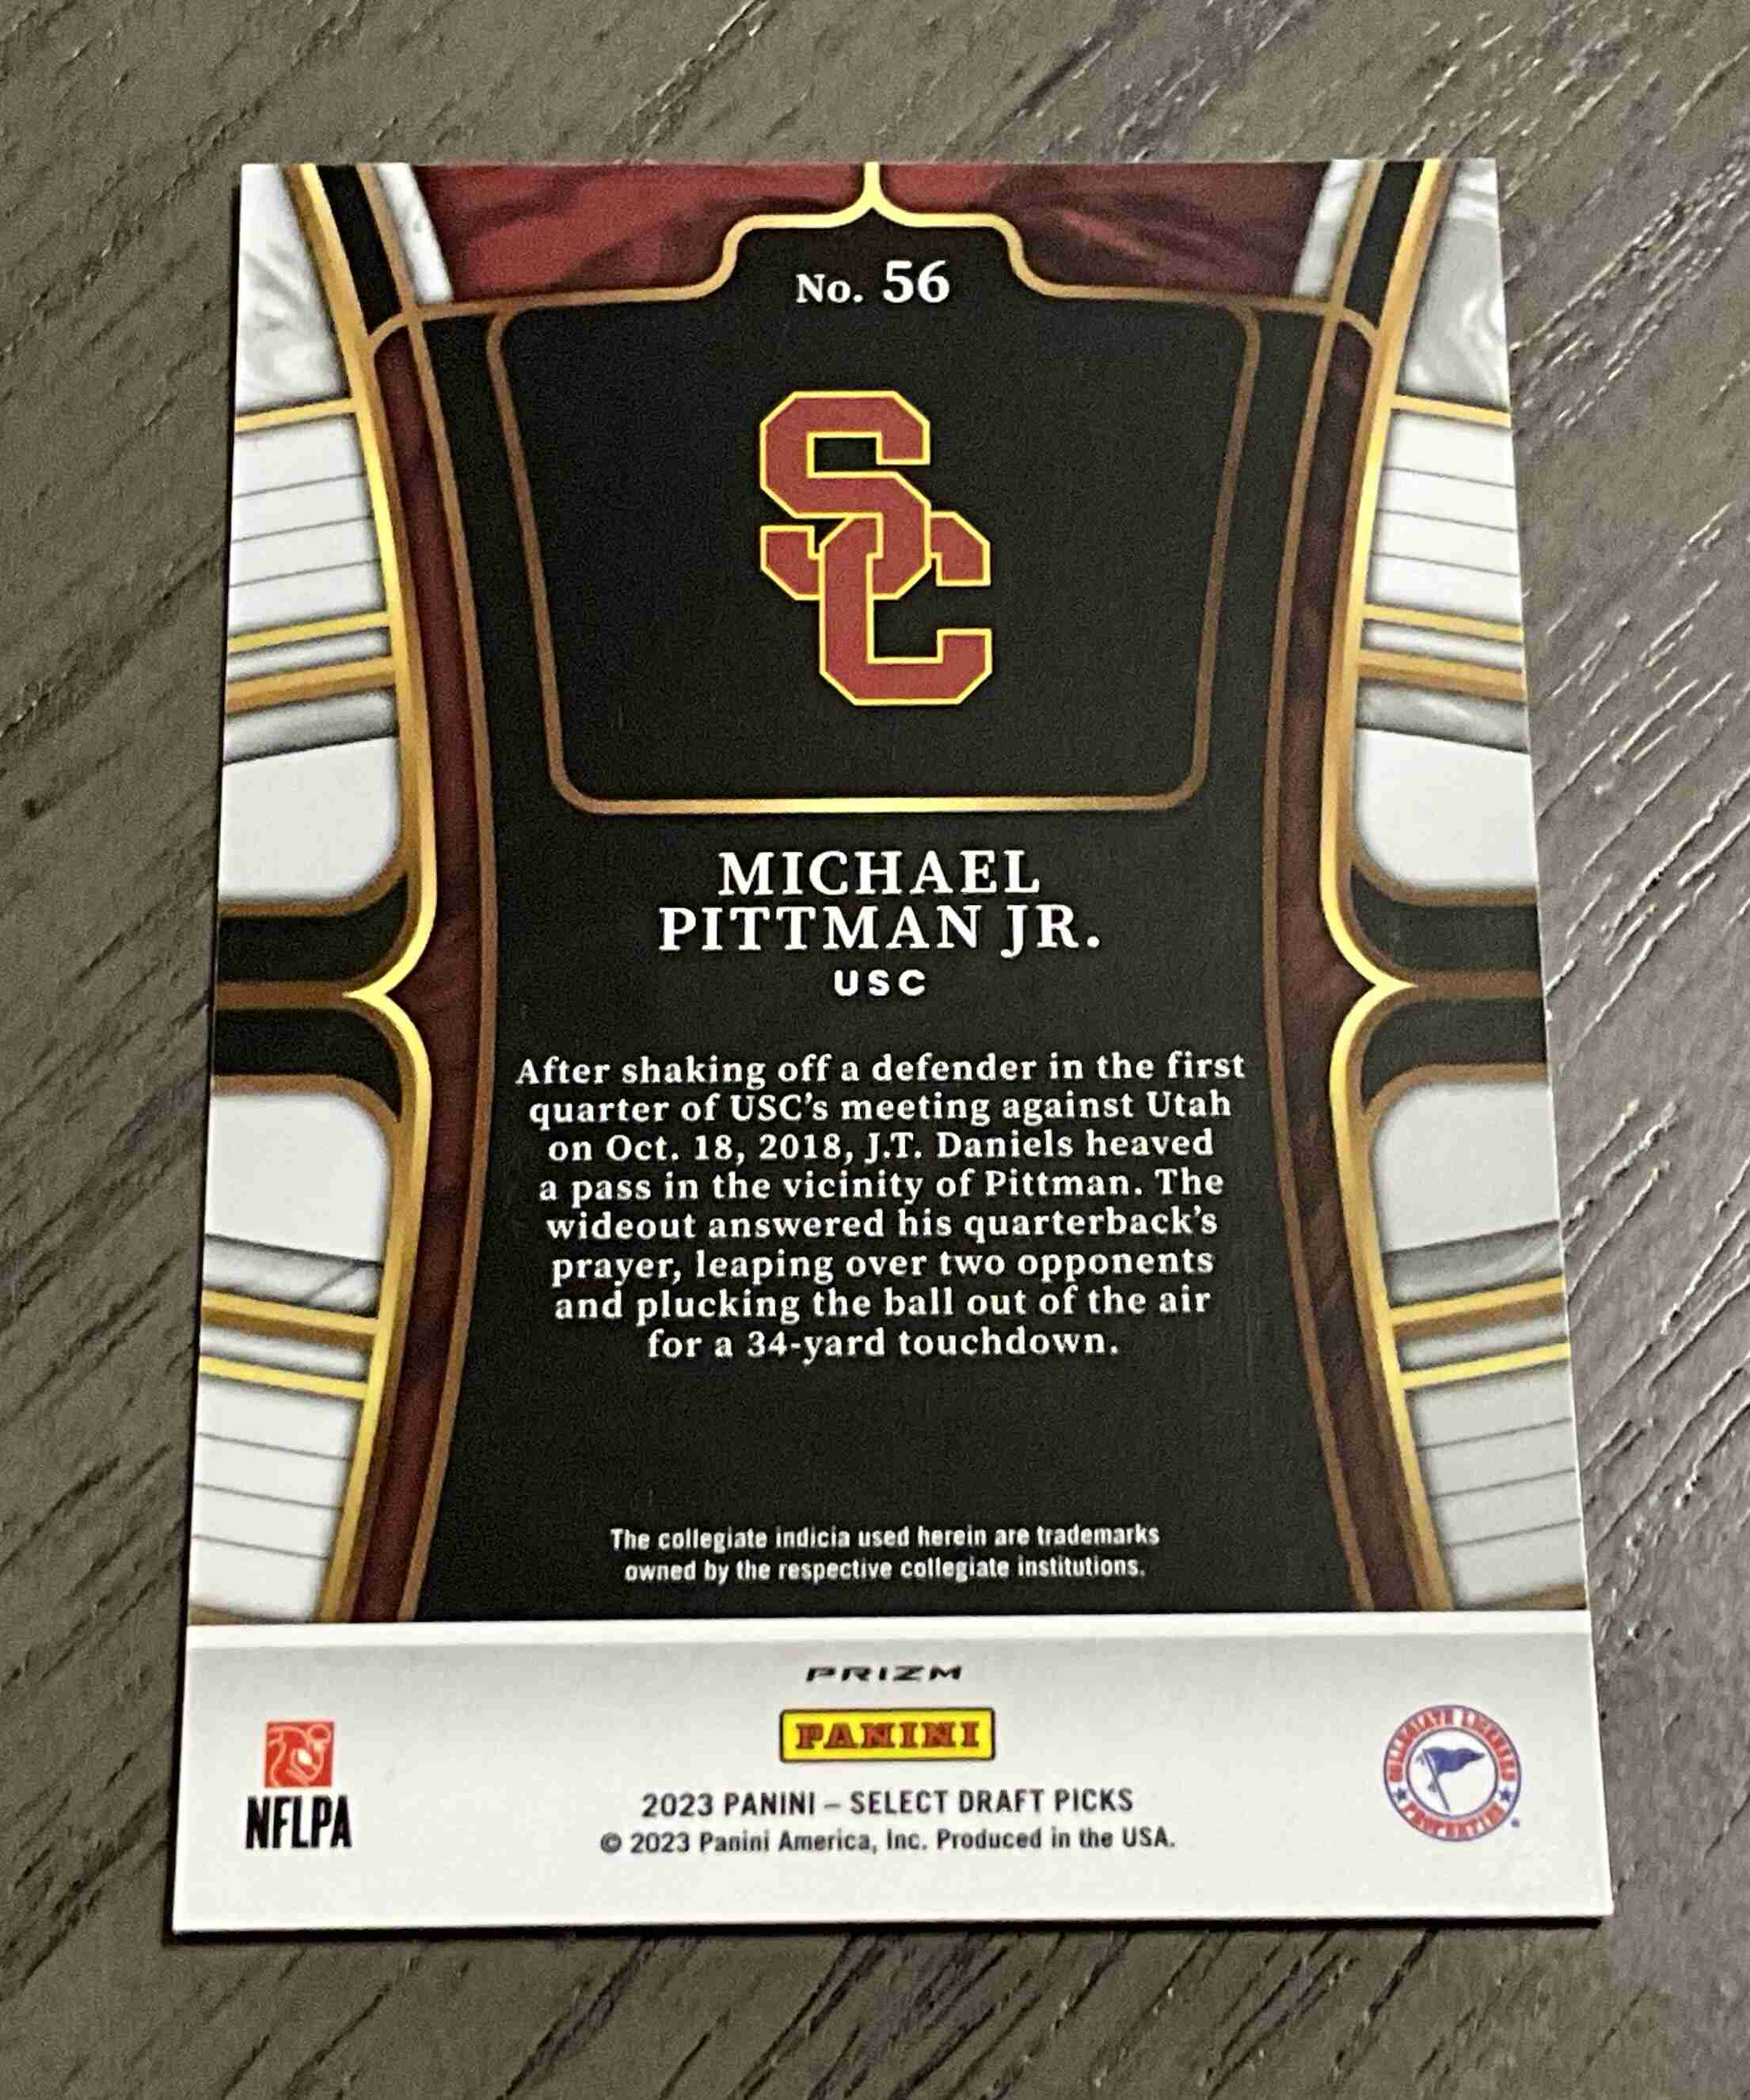 No. 56
SC
MICHAEL
PITTMAN JR.
USC
After shaking off a defender in the first
quarter of USC's meeting against Utah
on Oct. 18, 2018, J.T. Daniels heaved
a pass in the vicinity of Pittman. The
wideout answered his quarterback's
prayer, leaping over two opponents
and plucking the ball out of the air
for a 34-yard touchdown.
The collegiate indicia used herein are trademarks
owned by the respective collegiate institutions.
PRIZM
PANINI
NFLPA
2023 PANINI – SELECT DRAFT PICKS
© 2023 Panini America, Inc. Produced in the USA.
COLLEGIATE LICENSED
PROPERTIES